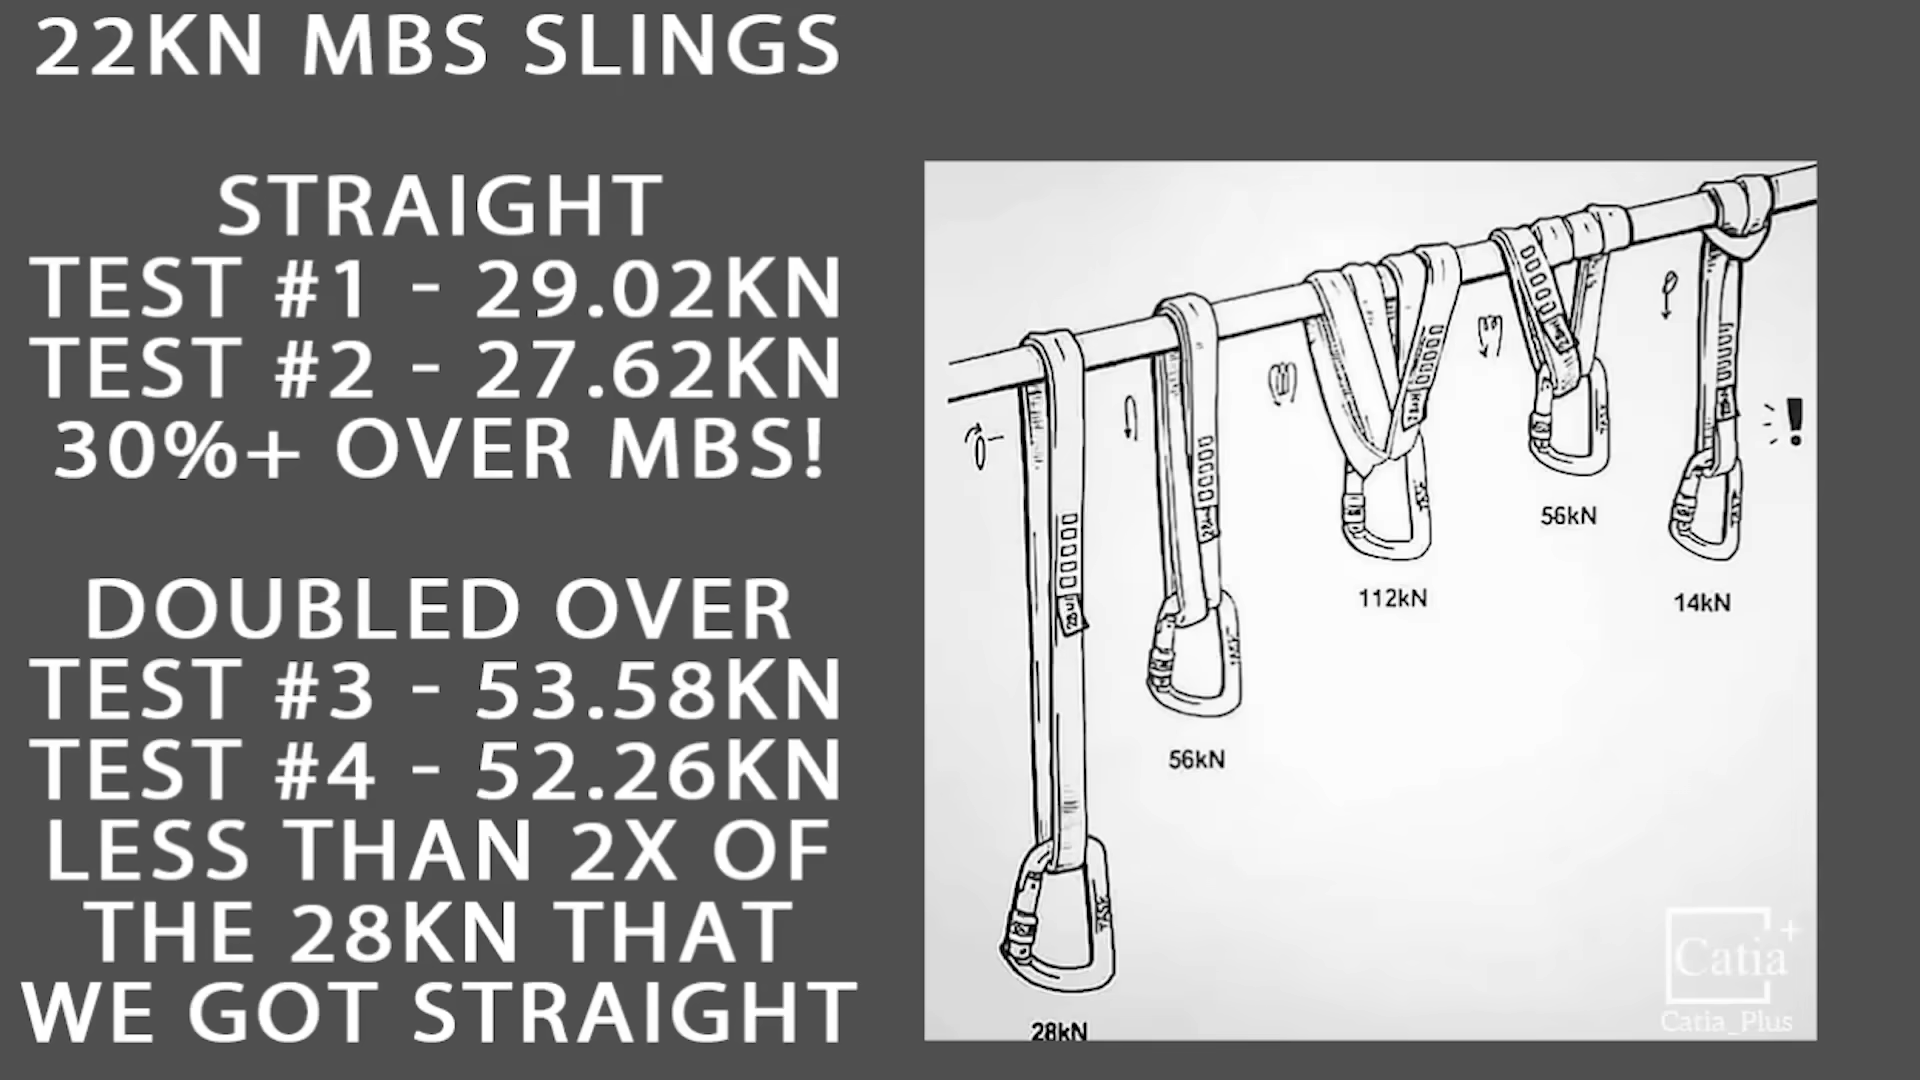 22KN MBS SLINGS
STRAIGHT
TEST #1 - 29.02KN
TEST #2 - 27.62KN
30%+ OVER MBS!
DOUBLED OVER
TEST #3 - 53.58KN
TEST #4 - 52.26KN
LESS THAN 2X OF
THE 28KN THAT
WE GOT STRAIGHT
28kN
56kN
112kN
56kN
14kN
!
TASK
Catia+
Catia_Plus